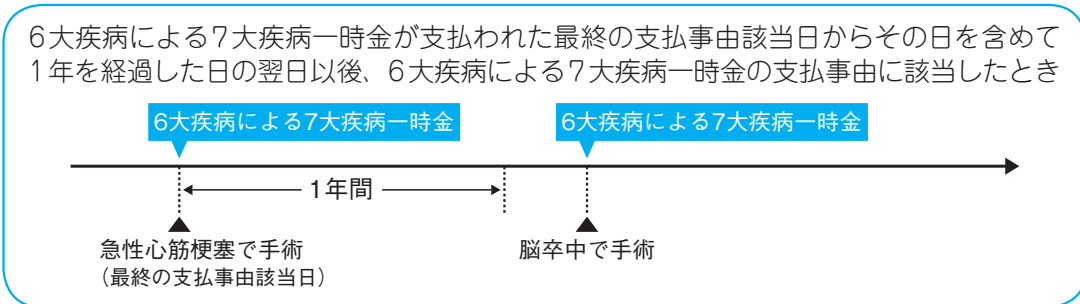 6大疾病による7大疾病一時金が支払われた最終の支払事由該当日からその日を含めて
1年を経過した日の翌日以後、6大疾病による7大疾病一時金の支払事由に該当したとき
6大疾病による7大疾病一時金 6大疾病による7大疾病一時金
1年間
急性心筋梗塞で手術 脳卒中で手術
（最終の支払事由該当日）